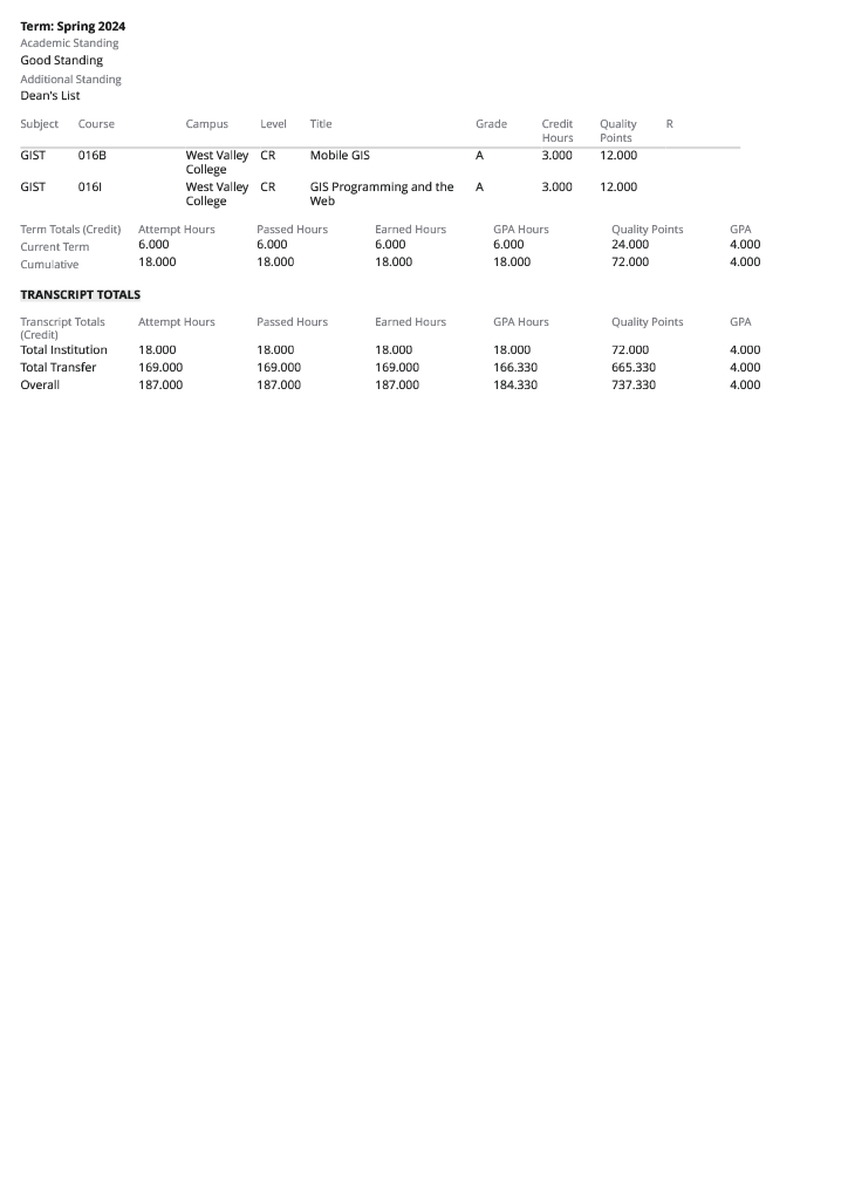 Term: Spring 2024
Academic Standing
Good Standing
Additional Standing
Dean's List
Subject Course Campus Level Title Grade Credit Hours Quality Points R
GIST 016B West Valley College CR Mobile GIS A 3.000 12.000
GIST 016I West Valley College CR GIS Programming and the Web A 3.000 12.000
Term Totals (Credit) Attempt Hours Passed Hours Earned Hours GPA Hours Quality Points GPA
Current Term 6.000 6.000 6.000 6.000 24.000 4.000
Cumulative 18.000 18.000 18.000 18.000 72.000 4.000
TRANSCRIPT TOTALS
Transcript Totals (Credit) Attempt Hours Passed Hours Earned Hours GPA Hours Quality Points GPA
Total Institution 18.000 18.000 18.000 18.000 72.000 4.000
Total Transfer 169.000 169.000 169.000 166.330 665.330 4.000
Overall 187.000 187.000 187.000 184.330 737.330 4.000